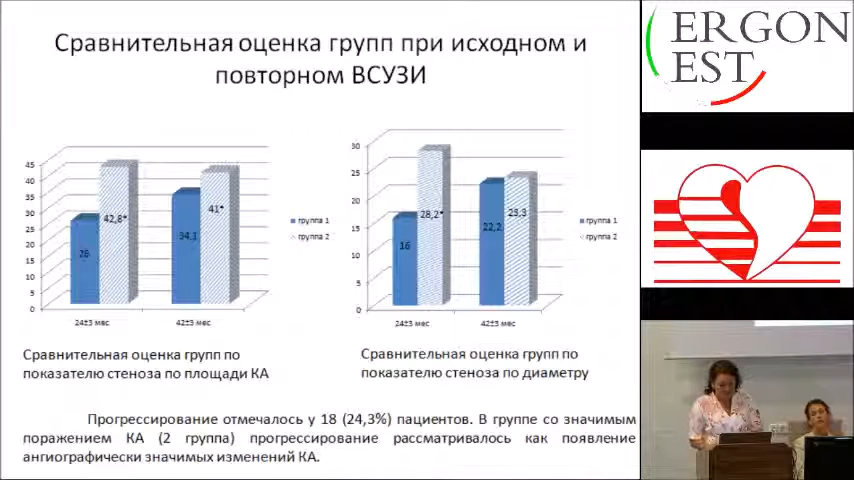 Сравнительная оценка групп при исходном и
повторном ВСУЗИ
ERGON
EST
45
40
35
30
25
20
15
10
5
0
26
42,8*
34,1
41*
24±3 мес
42±3 мес
группа 1
группа 2
30
25
20
15
10
5
0
16
28,2*
22,2
23,3
24±3 мес
42±3 мес
группа 1
группа 2
Сравнительная оценка групп по
показателю стеноза по площади КА
Сравнительная оценка групп по
показателю стеноза по диаметру
Прогрессирование отмечалось у 18 (24,3%) пациентов. В группе со значимым
поражением КА (2 группа) прогрессирование рассматривалось как появление
ангиографически значимых изменений КА.